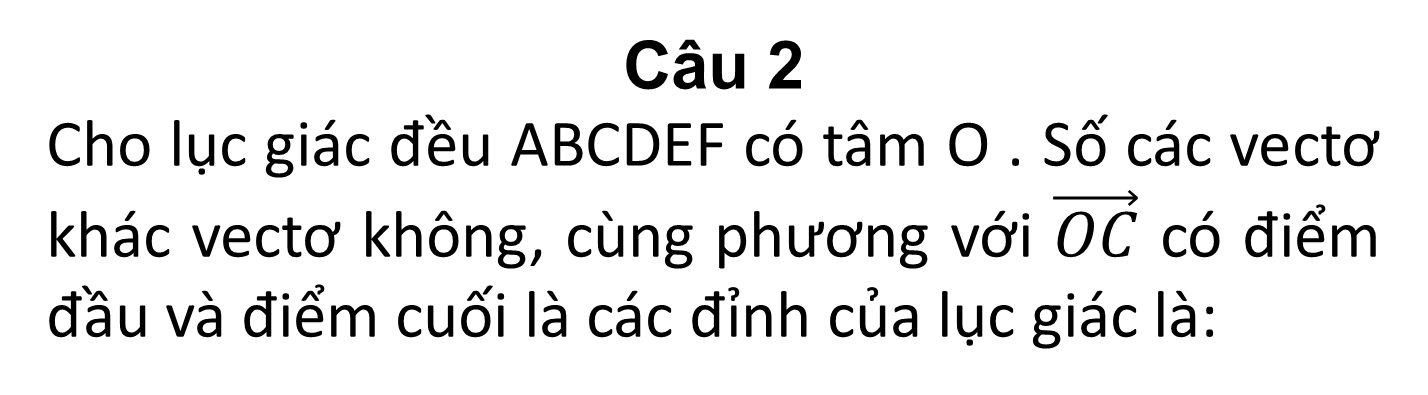 Câu 2
Cho lục giác đều ABCDEF có tâm O . Số các vectơ
khác vectơ không, cùng phương với $\overrightarrow{OC}$ có điểm
đầu và điểm cuối là các đỉnh của lục giác là: